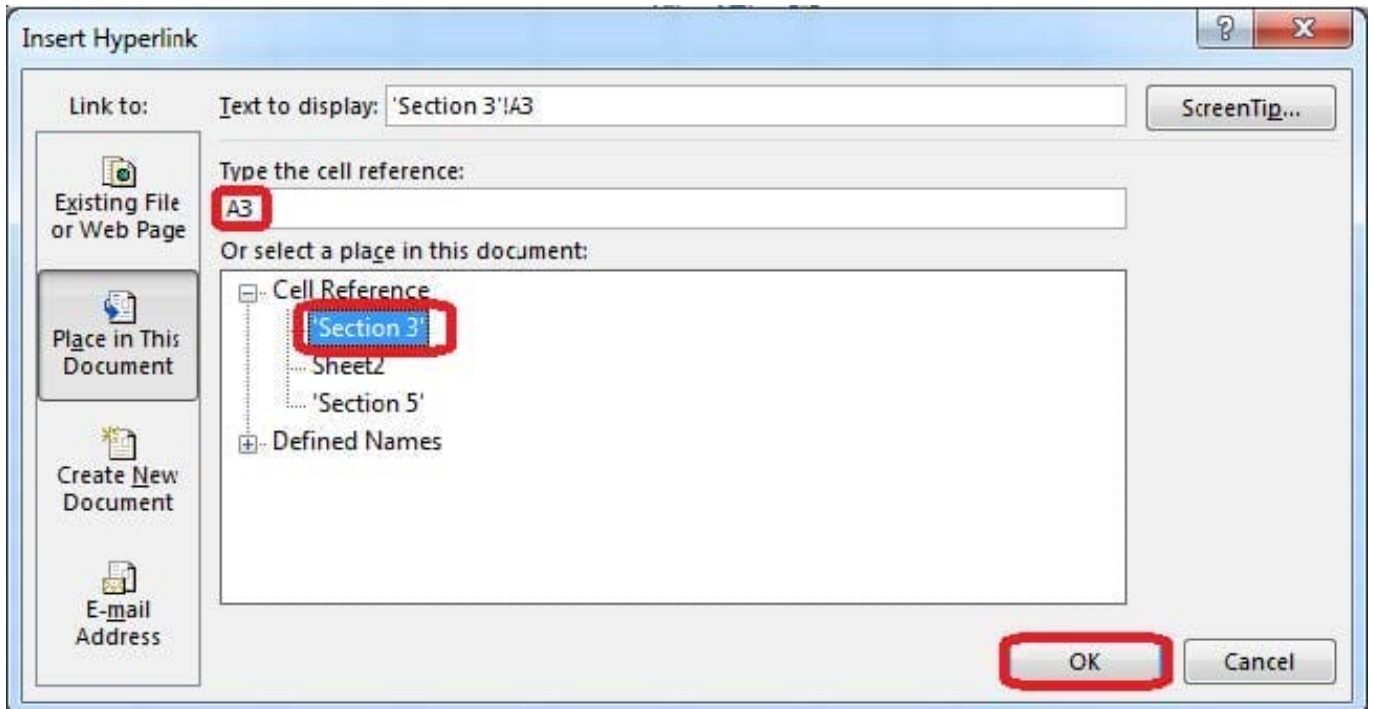 Insert Hyperlink
Link to:
Text to display: 'Section 3'!A3
ScreenTip...
Existing File
or Web Page
Type the cell reference:
A3
Or select a place in this document:
Cell Reference
'Section 3'
Sheet2
'Section 5'
Defined Names
Place in This
Document
Create New
Document
E-mail
Address
OK
Cancel